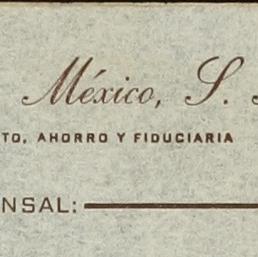 México, S.
TO, AHORRO Y FIDUCIARIA
NSAL: